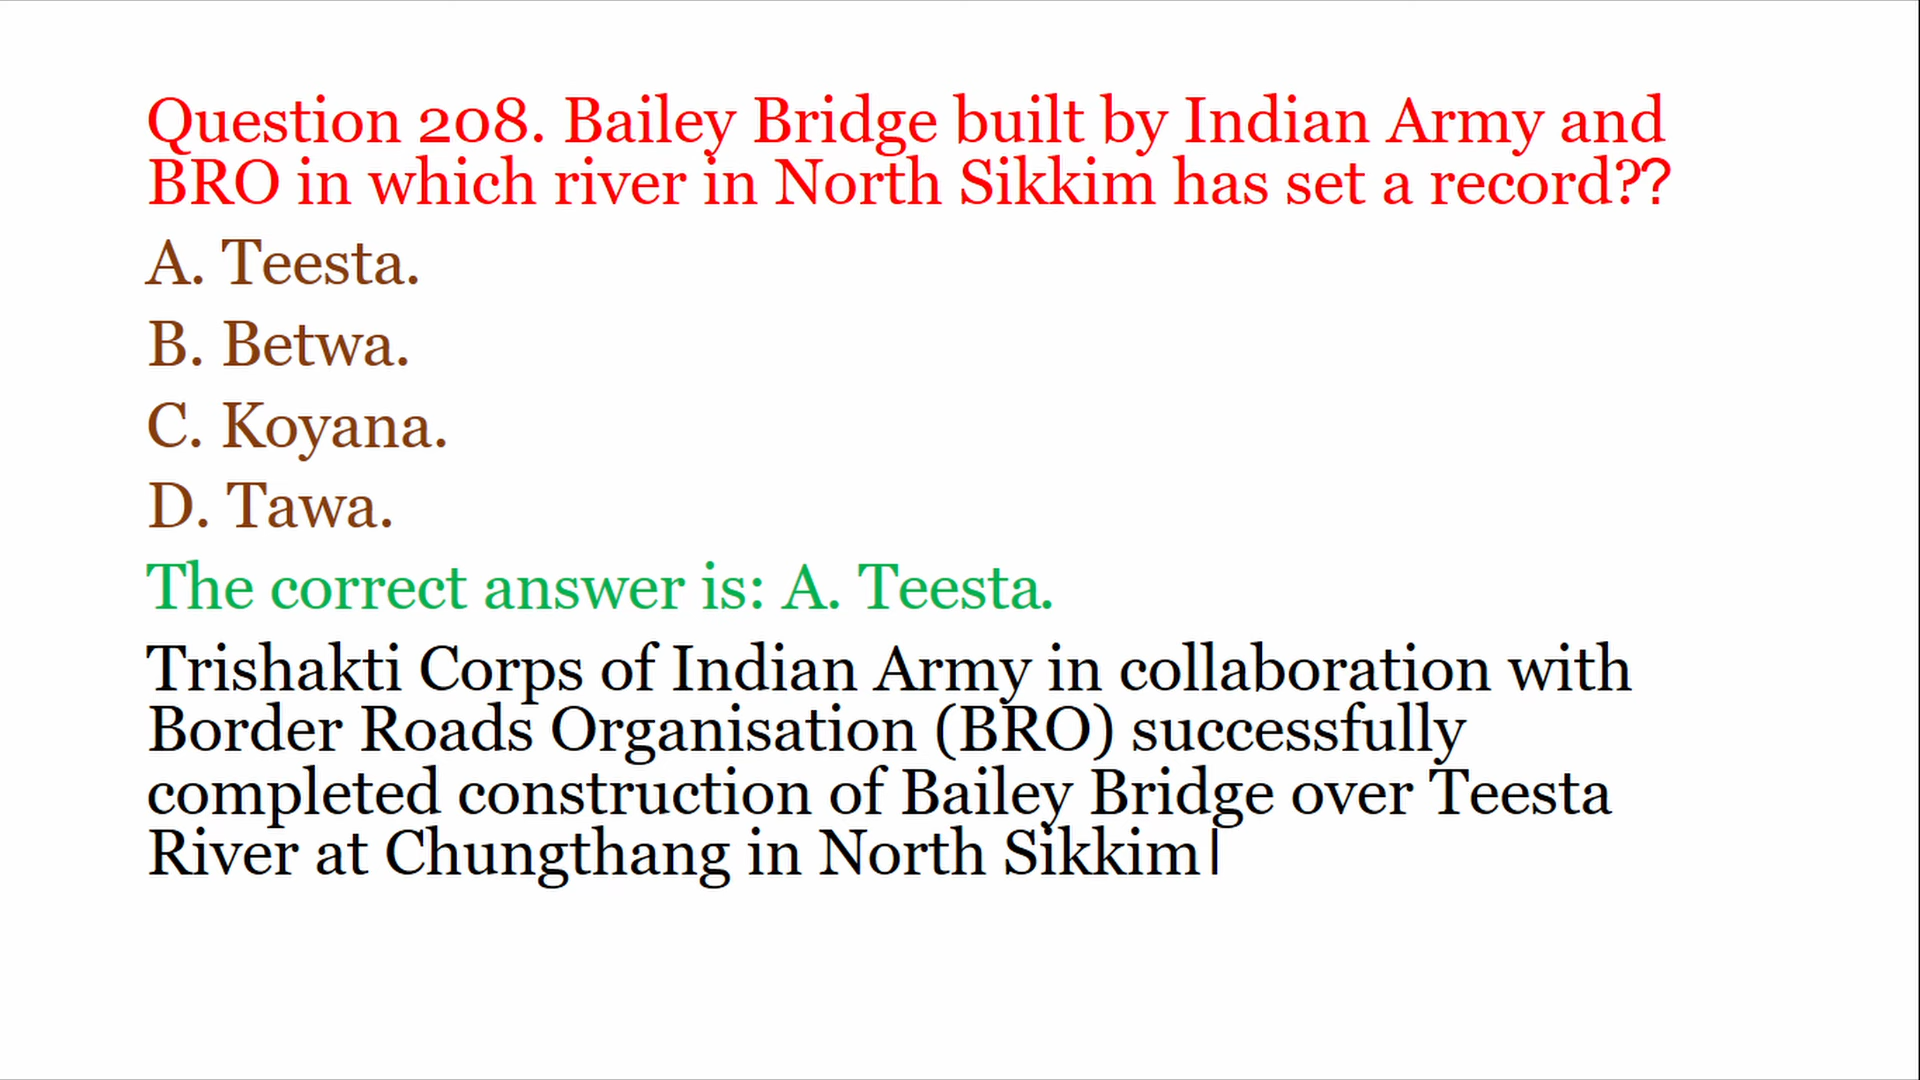 Question 208. Bailey Bridge built by Indian Army and
BRO in which river in North Sikkim has set a record??
A. Teesta.
B. Betwa.
C. Koyana.
D. Tawa.
The correct answer is: A. Teesta.
Trishakti Corps of Indian Army in collaboration with
Border Roads Organisation (BRO) successfully
completed construction of Bailey Bridge over Teesta
River at Chungthang in North Sikkim